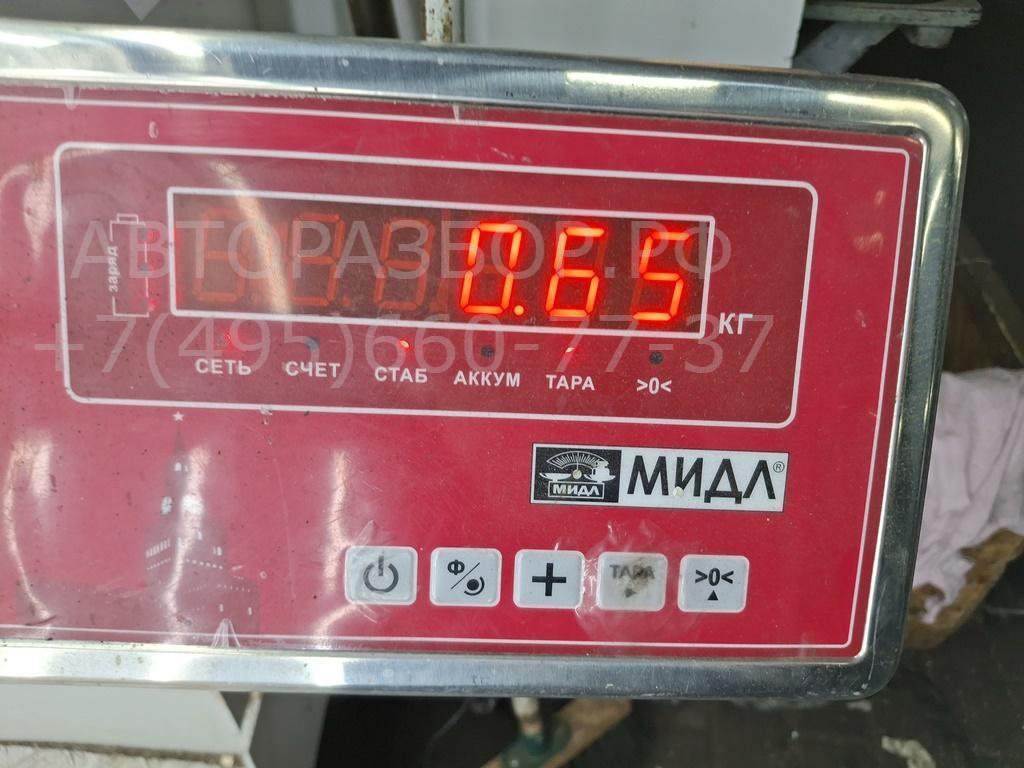 АВТОРАЗБОР.РФ
заряд
0.65
КГ
+7(495)660-77-37
СЕТЬ СЧЕТ СТАБ АККУМ ТАРА >0<
МИДЛ МИДЛ®
Ф + ТАРА >0<